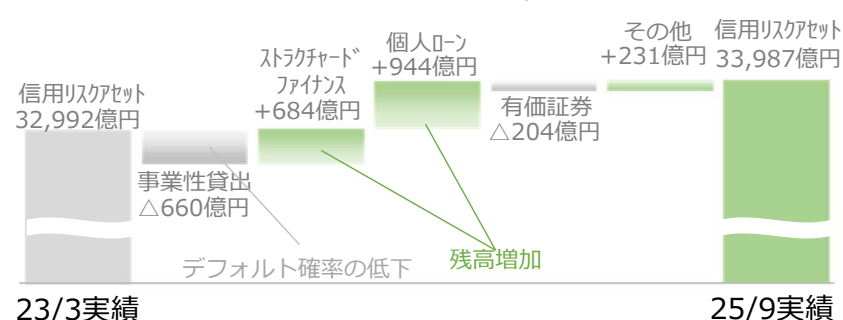 信用ﾘｽｸｱｾｯﾄ
32,992億円
事業性貸出
△660億円
ｽﾄﾗｸﾁｬｰﾄﾞ
ﾌｧｲﾅﾝｽ
+684億円
個人ﾛｰﾝ
+944億円
有価証券
△204億円
その他
+231億円
信用ﾘｽｸｱｾｯﾄ
33,987億円
デフォルト確率の低下
残高増加
23/3実績
25/9実績